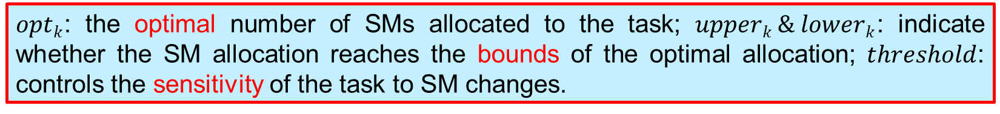 opt_k: the optimal number of SMs allocated to the task; upper_k & lower_k: indicate
whether the SM allocation reaches the bounds of the optimal allocation; threshold:
controls the sensitivity of the task to SM changes.